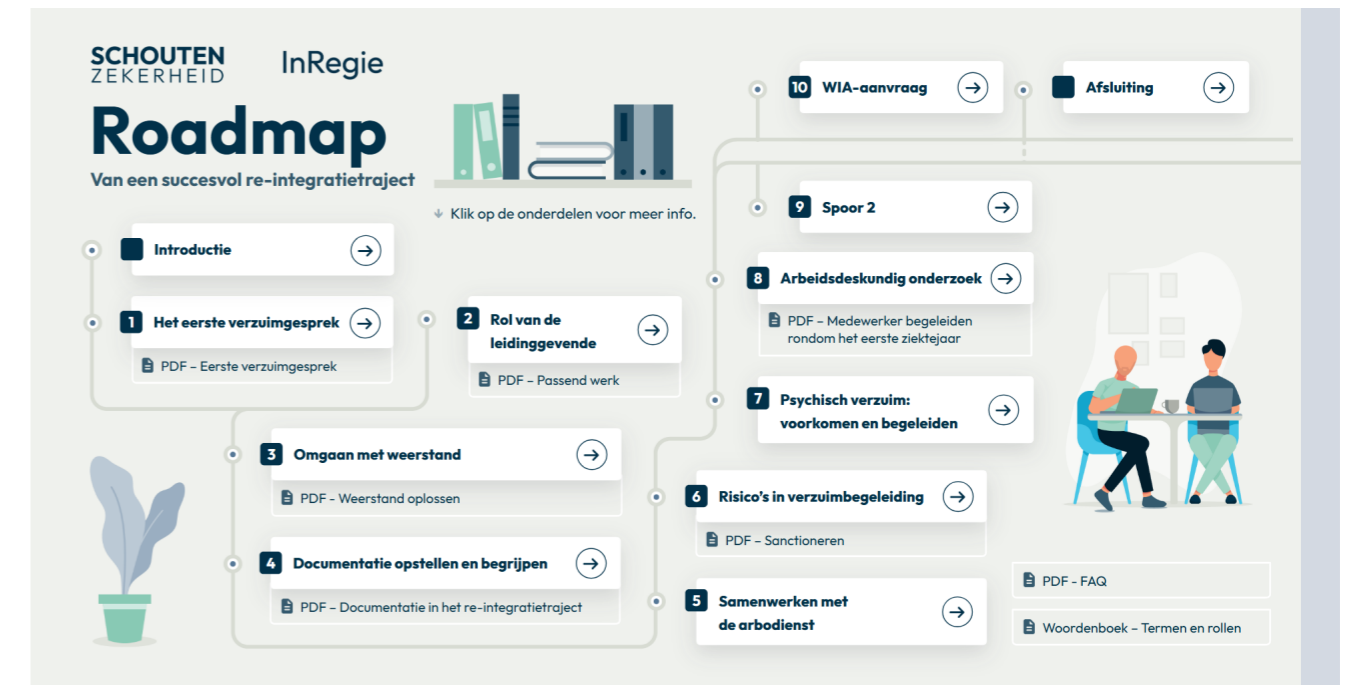 SCHOUTEN
ZEKERHEID
InRegie
Roadmap
Van een succesvol re-integratietraject
Klik op de onderdelen voor meer info.
Introductie
1 Het eerste verzuimgesprek
PDF – Eerste verzuimgesprek
2 Rol van de
leidinggevende
PDF – Passend werk
3 Omgaan met weerstand
PDF - Weerstand oplossen
4 Documentatie opstellen en begrijpen
PDF – Documentatie in het re-integratietraject
5 Samenwerken met
de arbodienst
6 Risico's in verzuimbegeleiding
PDF – Sanctioneren
7 Psychisch verzuim:
voorkomen en begeleiden
8 Arbeidsdeskundig onderzoek
PDF – Medewerker begeleiden
rondom het eerste ziektejaar
9 Spoor 2
10 WIA-aanvraag
Afsluiting
PDF - FAQ
Woordenboek – Termen en rollen